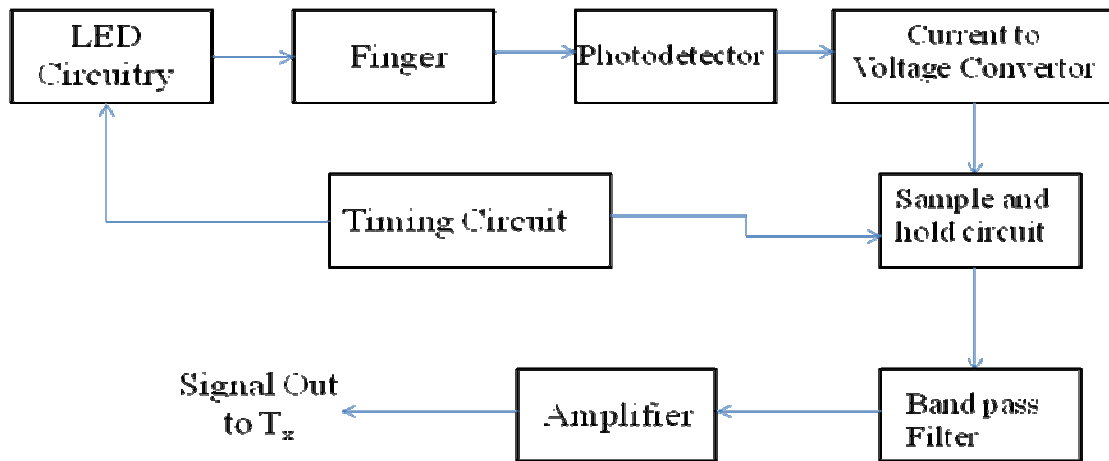 LED
Circuitry
Finger
Photodetector
Current to
Voltage Convertor
Timing Circuit
Sample and
hold circuit
Signal Out
to Tx
Amplifier
Band pass
Filter